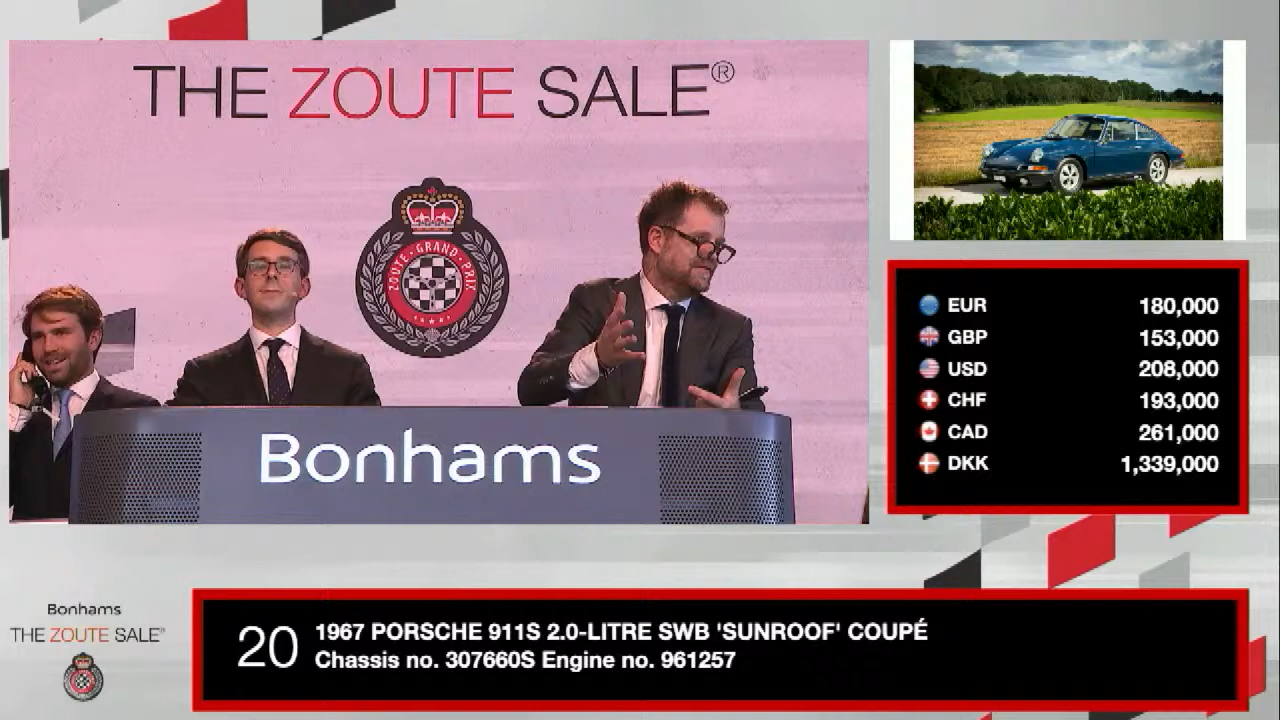 THE ZOUTE SALE®
ZOUTE · GRAND · PRIX
Bonhams
EUR 180,000
GBP 153,000
USD 208,000
CHF 193,000
CAD 261,000
DKK 1,339,000
Bonhams
THE ZOUTE SALE®
20
1967 PORSCHE 911S 2.0-LITRE SWB 'SUNROOF' COUPÉ
Chassis no. 307660S Engine no. 961257